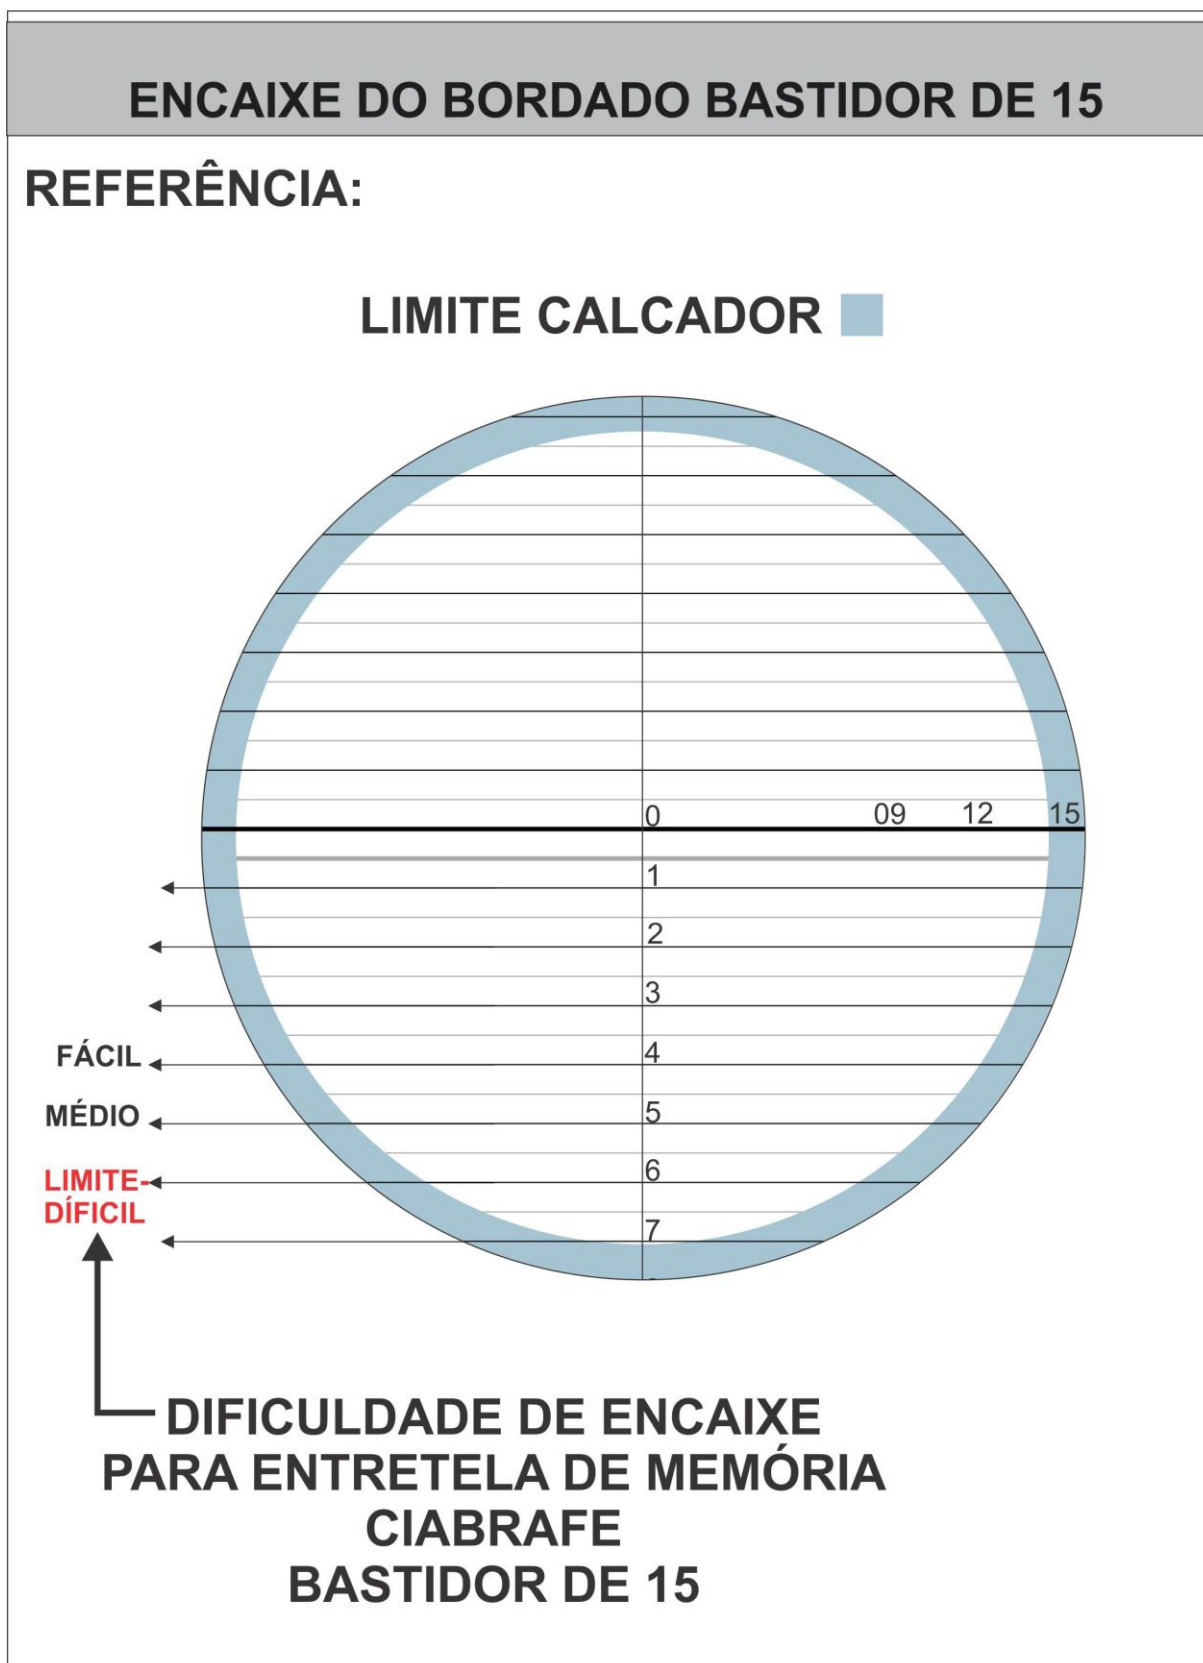 ENCAIXE DO BORDADO BASTIDOR DE 15
REFERÊNCIA:
LIMITE CALCADOR
0 09 12 15
1
2
3
FÁCIL 4
MÉDIO 5
LIMITE- 6
DÍFICIL
7
DIFICULDADE DE ENCAIXE
PARA ENTRETELA DE MEMÓRIA
CIABRAFE
BASTIDOR DE 15